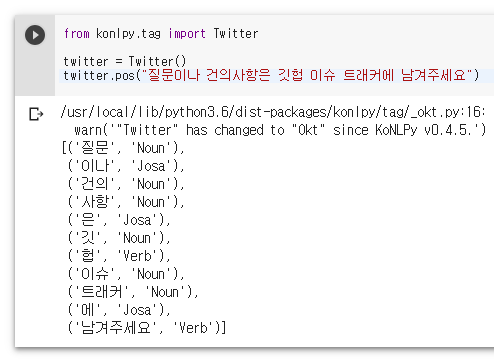 from konlpy.tag import Twitter
twitter = Twitter()
twitter.pos("질문이나 건의사항은 깃헙 이슈 트래커에 남겨주세요")
/usr/local/lib/python3.6/dist-packages/konlpy/tag/_okt.py:16:
warn('"Twitter" has changed to "Okt" since KoNLPy v0.4.5.')
[('질문', 'Noun'),
('이나', 'Josa'),
('건의', 'Noun'),
('사항', 'Noun'),
('은', 'Josa'),
('깃', 'Noun'),
('헙', 'Verb'),
('이슈', 'Noun'),
('트래커', 'Noun'),
('에', 'Josa'),
('남겨주세요', 'Verb')]